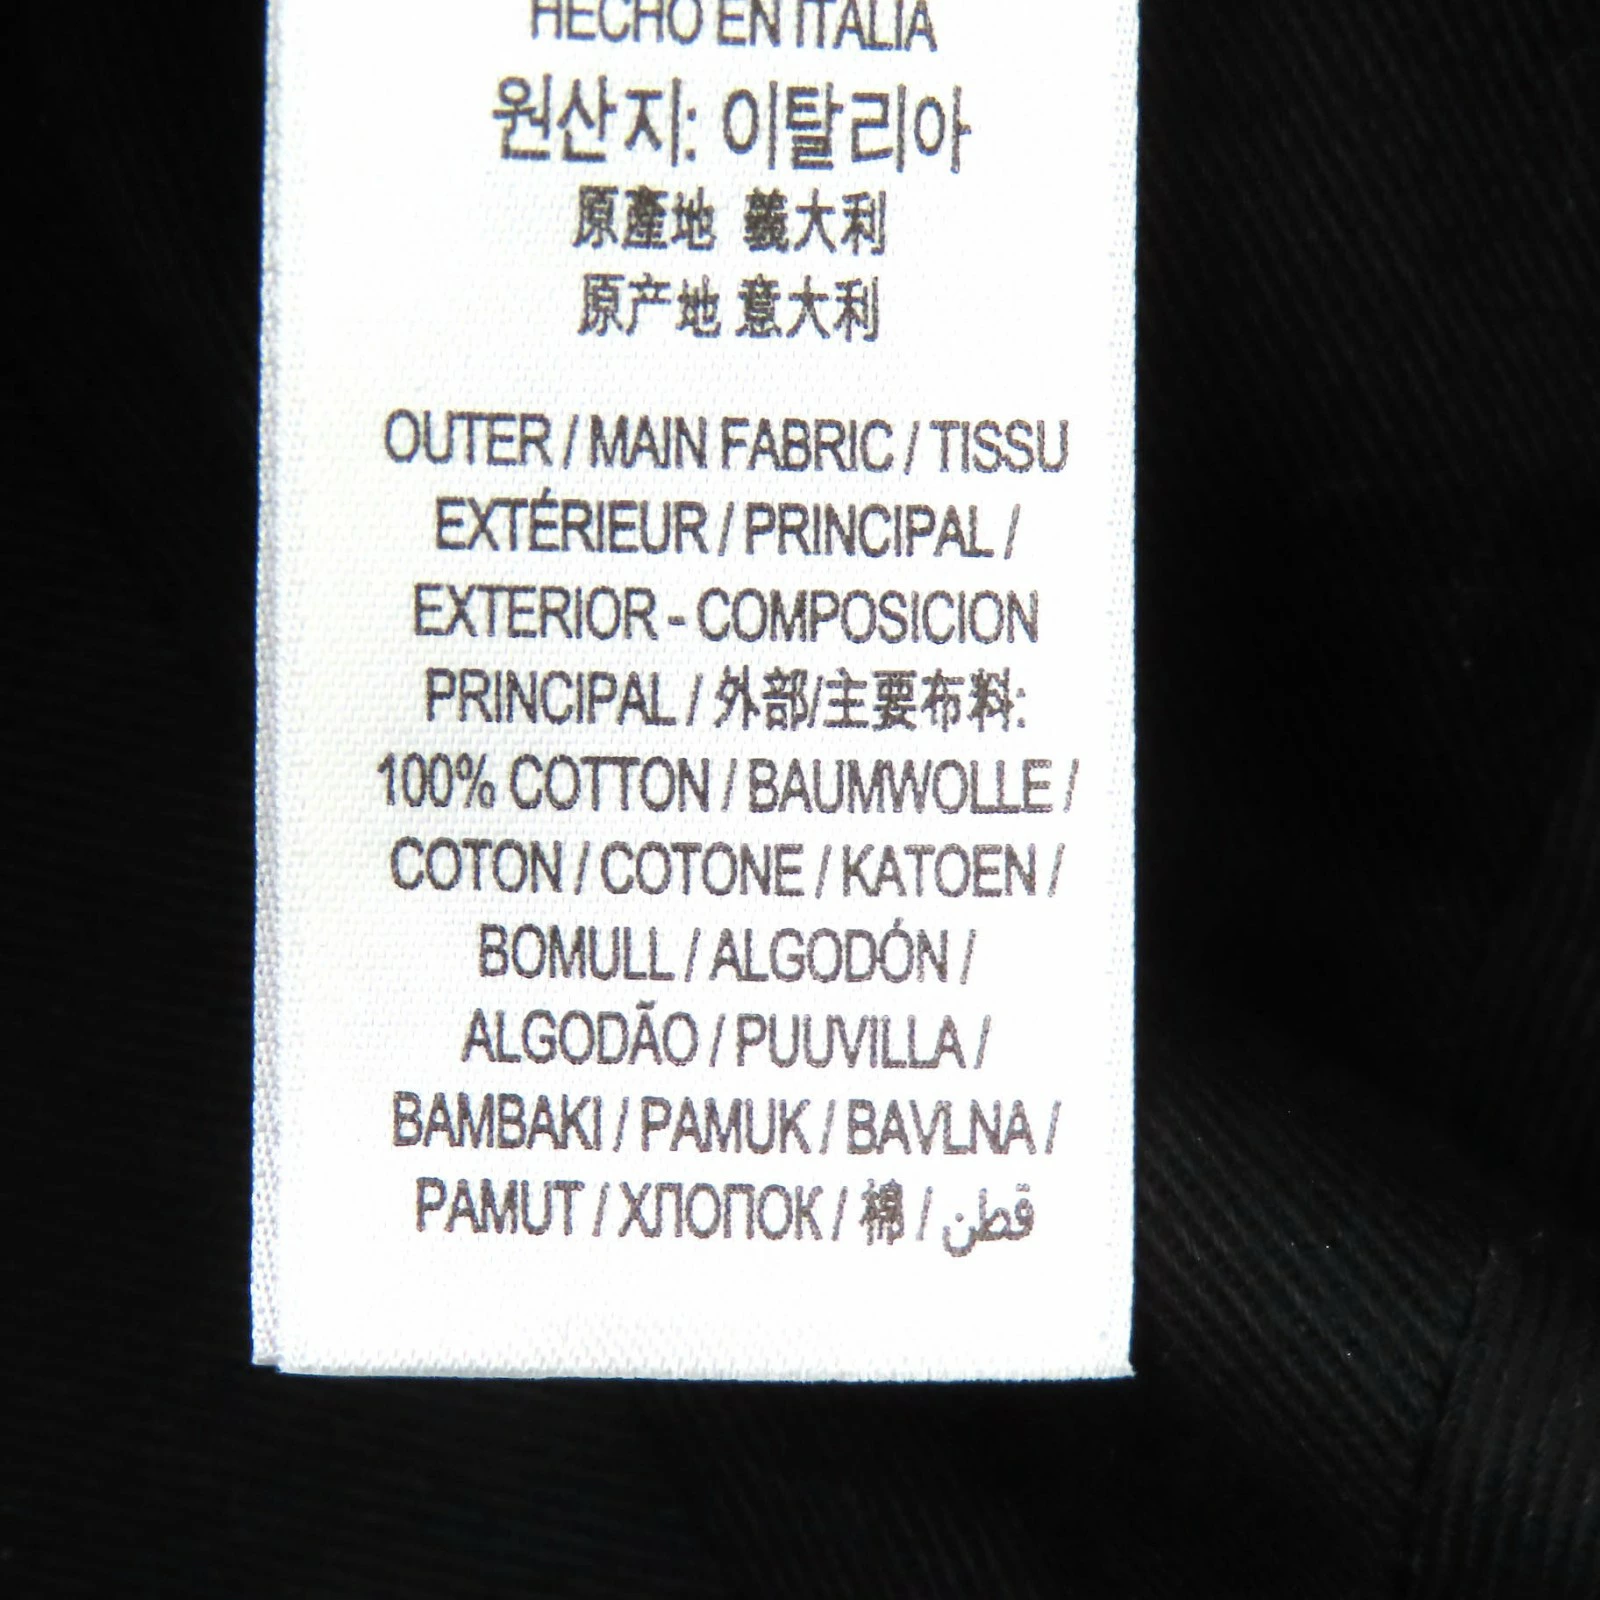 HECHO EN ITALIA
원산지: 이탈리아
原產地 義大利
原产地 意大利
OUTER / MAIN FABRIC / TISSU
EXTÉRIEUR / PRINCIPAL /
EXTERIOR - COMPOSICION
PRINCIPAL / 外部/主要布料:
100% COTTON / BAUMWOLLE /
COTON / COTONE / KATOEN /
BOMULL / ALGODÓN /
ALGODÃO / PUUVILLA /
BAMBAKI / PAMUK / BAVLNA /
PAMUT / ХЛОПОК / 棉 / قطن